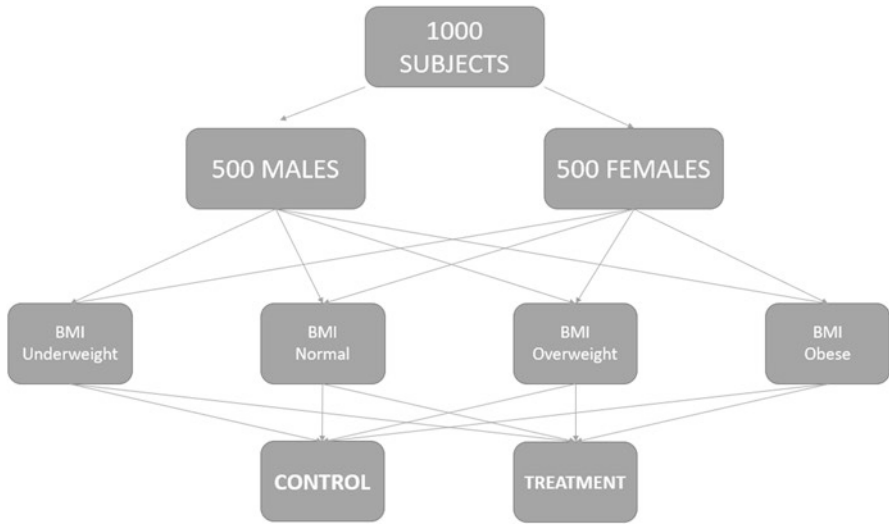 1000
SUBJECTS
500 MALES
500 FEMALES
BMI
Underweight
BMI
Normal
BMI
Overweight
BMI
Obese
CONTROL
TREATMENT